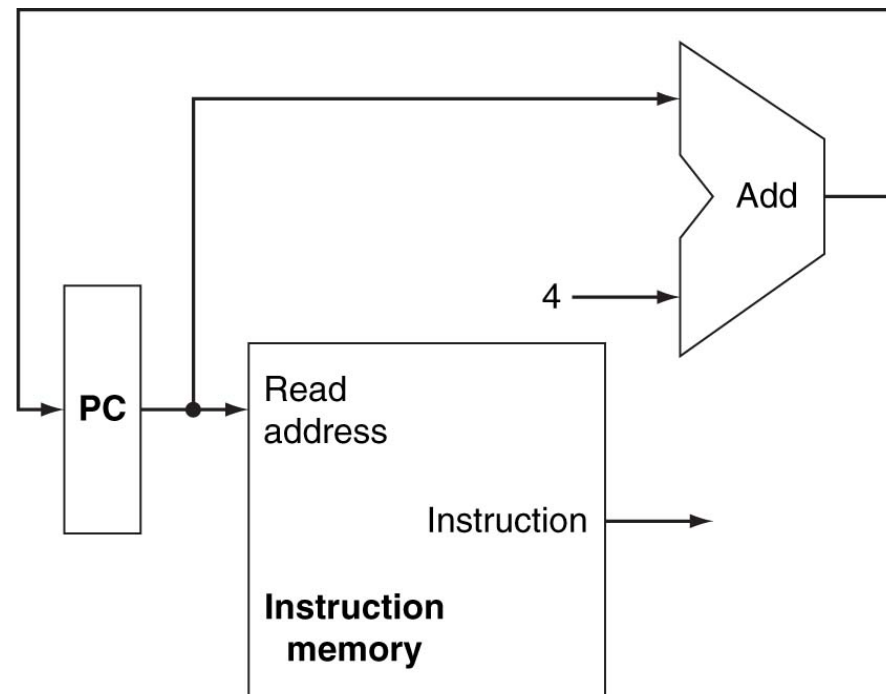 Add
4
PC
Read
address
Instruction
Instruction
memory